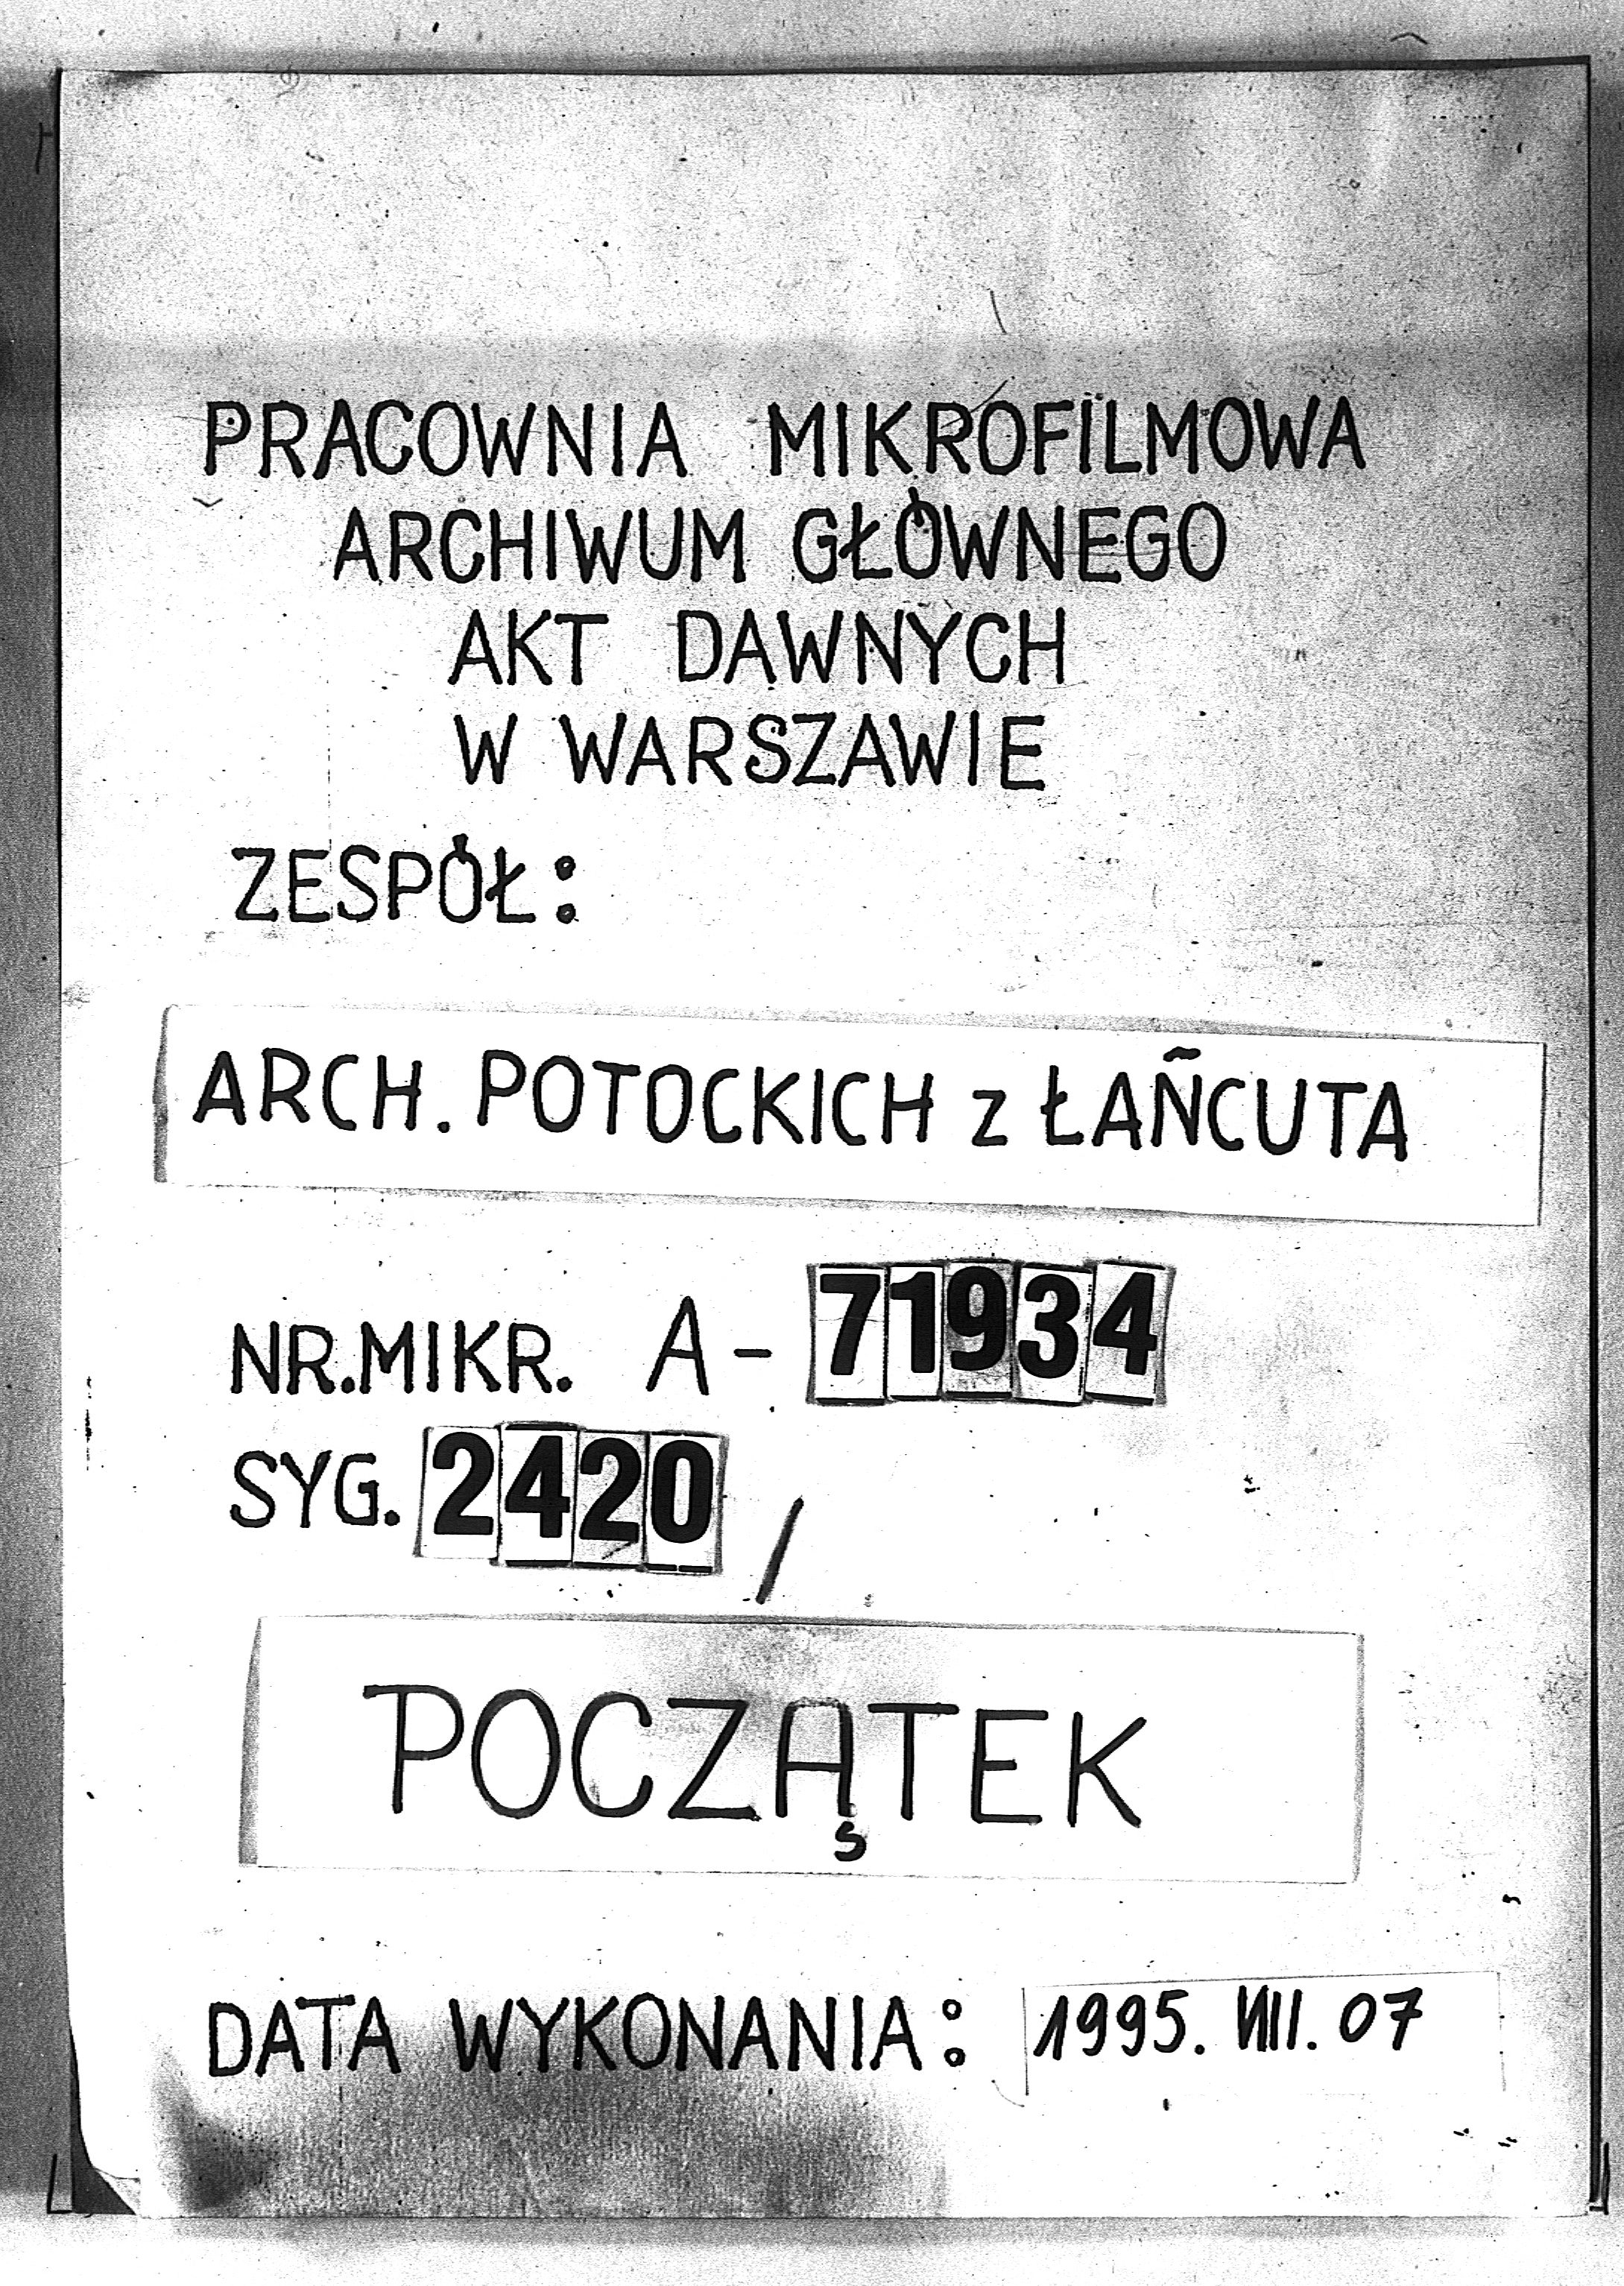 PRACOWNIA MIKROFILMOWA
ARCHIWUM GŁÓWNEGO
AKT DAWNYCH
W WARSZAWIE
ZESPÓŁ:
ARCH. POTOCKICH z ŁAŃCUTA
NR.MIKR. A-71934
SYG. 2420 /
POCZĄTEK
DATA WYKONANIA: 1995. VIII. 07